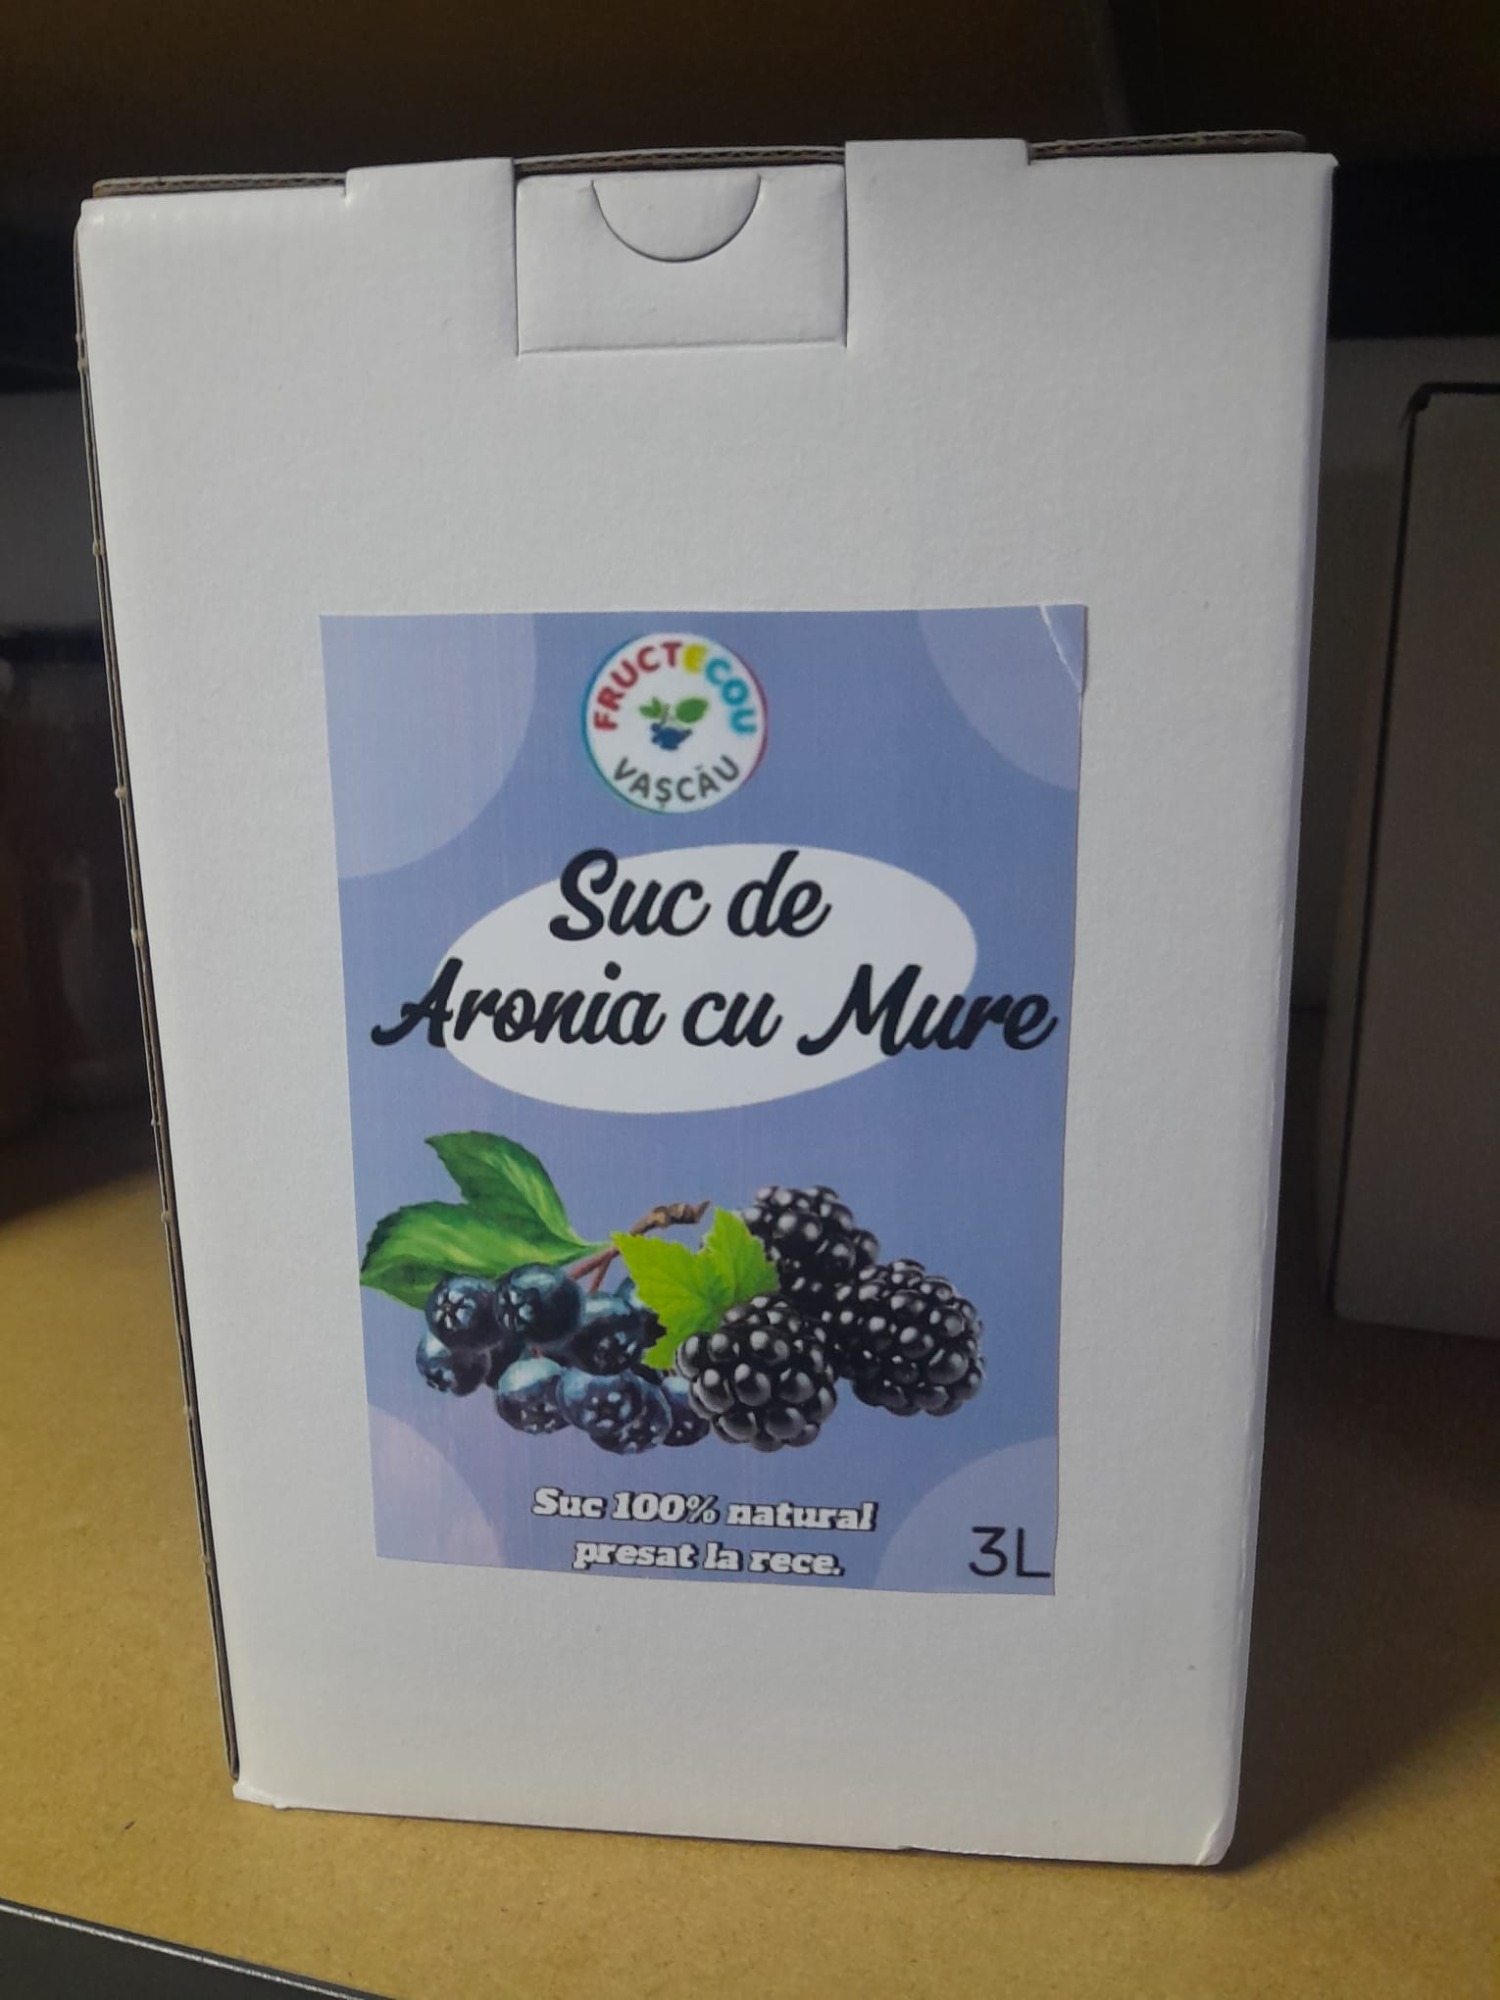 FRUCTECOU
VAȘCĂU
Suc de
Aronia cu Mure
Suc 100% natural
presat la rece.
3L